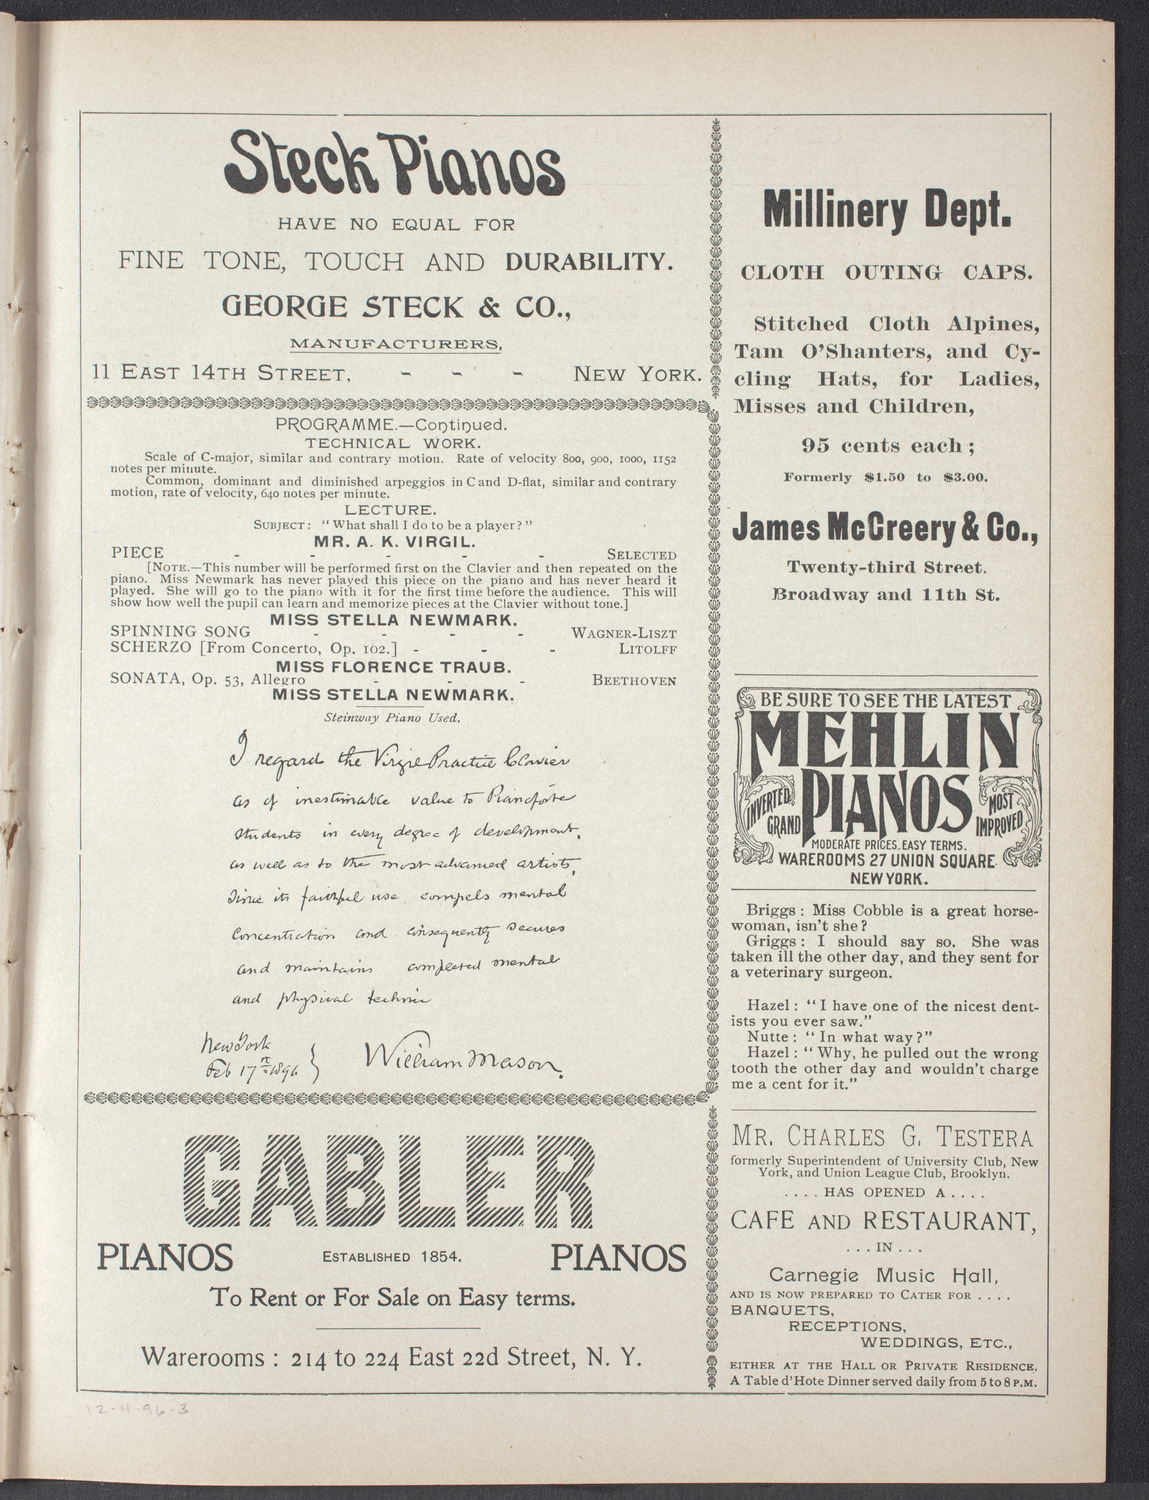 Steck Pianos
HAVE NO EQUAL FOR
FINE TONE, TOUCH AND DURABILITY.
GEORGE STECK & CO.,
MANUFACTURERS,
11 EAST 14TH STREET, - - - NEW YORK.
PROGRAMME.—Continued.
TECHNICAL WORK.
Scale of C-major, similar and contrary motion. Rate of velocity 800, 900, 1000, 1152
notes per minute.
Common, dominant and diminished arpeggios in C and D-flat, similar and contrary
motion, rate of velocity, 640 notes per minute.
LECTURE.
SUBJECT: "What shall I do to be a player?"
MR. A. K. VIRGIL.
PIECE - - - - - SELECTED
[NOTE.—This number will be performed first on the Clavier and then repeated on the
piano. Miss Newmark has never played this piece on the piano and has never heard it
played. She will go to the piano with it for the first time before the audience. This will
show how well the pupil can learn and memorize pieces at the Clavier without tone.]
MISS STELLA NEWMARK.
SPINNING SONG - - - - WAGNER-LISZT
SCHERZO [From Concerto, Op. 102.] - - - LITOLFF
MISS FLORENCE TRAUB.
SONATA, Op. 53, Allegro - - - BEETHOVEN
MISS STELLA NEWMARK.
Steinway Piano Used.
I regard the Virgil Practice Clavier
as of inestimable value to Pianoforte
students in every degree of development,
as well as to the most advanced artists,
since its faithful use compels mental
concentration and consequently secures
and maintains completed mental
and physical technic
New York
Feb 17th 1896
William Mason.
GABLER
PIANOS ESTABLISHED 1854. PIANOS
To Rent or For Sale on Easy terms.
Warerooms: 214 to 224 East 22d Street, N. Y.
Millinery Dept.
CLOTH OUTING CAPS.
Stitched Cloth Alpines,
Tam O'Shanters, and Cy-
cling Hats, for Ladies,
Misses and Children,
95 cents each;
Formerly $1.50 to $3.00.
James McCreery & Co.,
Twenty-third Street.
Broadway and 11th St.
BE SURE TO SEE THE LATEST
MEHLIN
INVERTED GRAND
PIANOS
MOST IMPROVED
MODERATE PRICES. EASY TERMS.
WAREROOMS 27 UNION SQUARE
NEW YORK.
Briggs: Miss Cobble is a great horse-
woman, isn't she?
Griggs: I should say so. She was
taken ill the other day, and they sent for
a veterinary surgeon.
Hazel: "I have one of the nicest dent-
ists you ever saw."
Nutte: "In what way?"
Hazel: "Why, he pulled out the wrong
tooth the other day and wouldn't charge
me a cent for it."
MR. CHARLES G. TESTERA
formerly Superintendent of University Club, New
York, and Union League Club, Brooklyn.
. . . . HAS OPENED A . . . .
CAFE AND RESTAURANT,
. . . IN . . .
Carnegie Music Hall,
AND IS NOW PREPARED TO CATER FOR . . . .
BANQUETS,
RECEPTIONS,
WEDDINGS, ETC.,
EITHER AT THE HALL OR PRIVATE RESIDENCE.
A Table d'Hote Dinner served daily from 5 to 8 P.M.
12-4-96-3